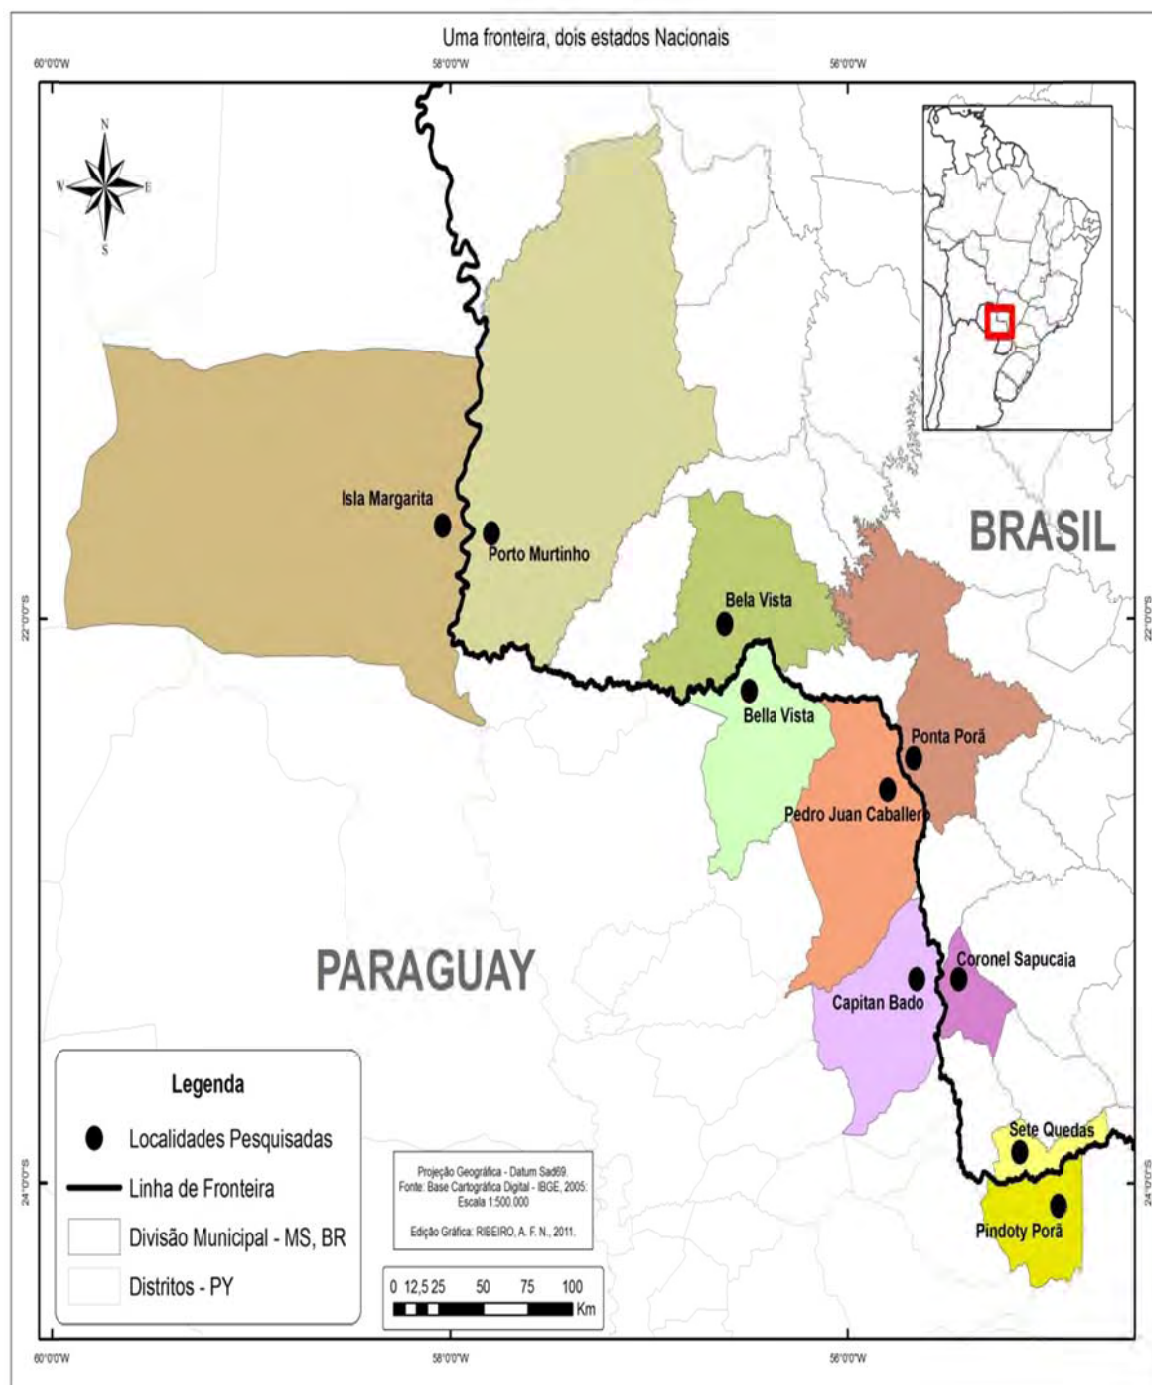 Uma fronteira, dois estados Nacionais
60°0'0"W
58°0'0"W
56°0'0"W
N
W
E
S
Isla Margarita
Porto Murtinho
BRASIL
Bela Vista
22°0'0"S
22°0'0"S
Bella Vista
Ponta Porã
Pedro Juan Caballero
PARAGUAY
Coronel Sapucaia
Capitan Bado
Sete Quedas
Pindoty Porã
24°0'0"S
24°0'0"S
Legenda
Localidades Pesquisadas
Linha de Fronteira
Divisão Municipal - MS, BR
Distritos - PY
Projeção Geográfica - Datum Sad69.
Fonte: Base Cartográfica Digital - IBGE, 2005.
Escala 1:500.000
Edição Gráfica: RIBEIRO, A. F. N., 2011.
0 12,5 25 50 75 100
Km
60°0'0"W
58°0'0"W
56°0'0"W